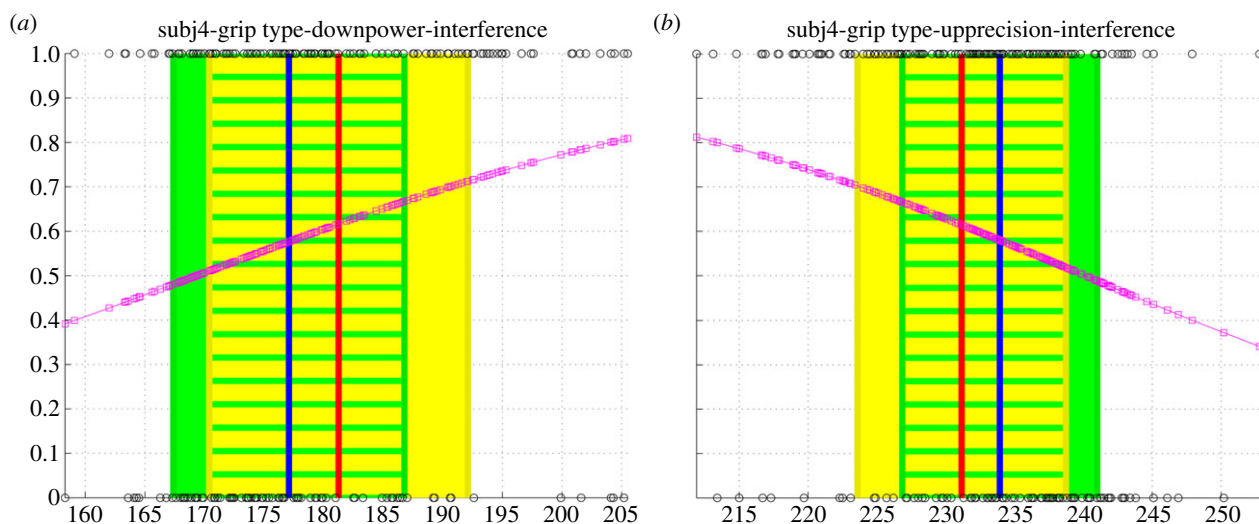 (a) subj4-grip type-downpower-interference
(b) subj4-grip type-upprecision-interference
1.0
0.9
0.8
0.7
0.6
0.5
0.4
0.3
0.2
0.1
0
160 165 170 175 180 185 190 195 200 205
215 220 225 230 235 240 245 250